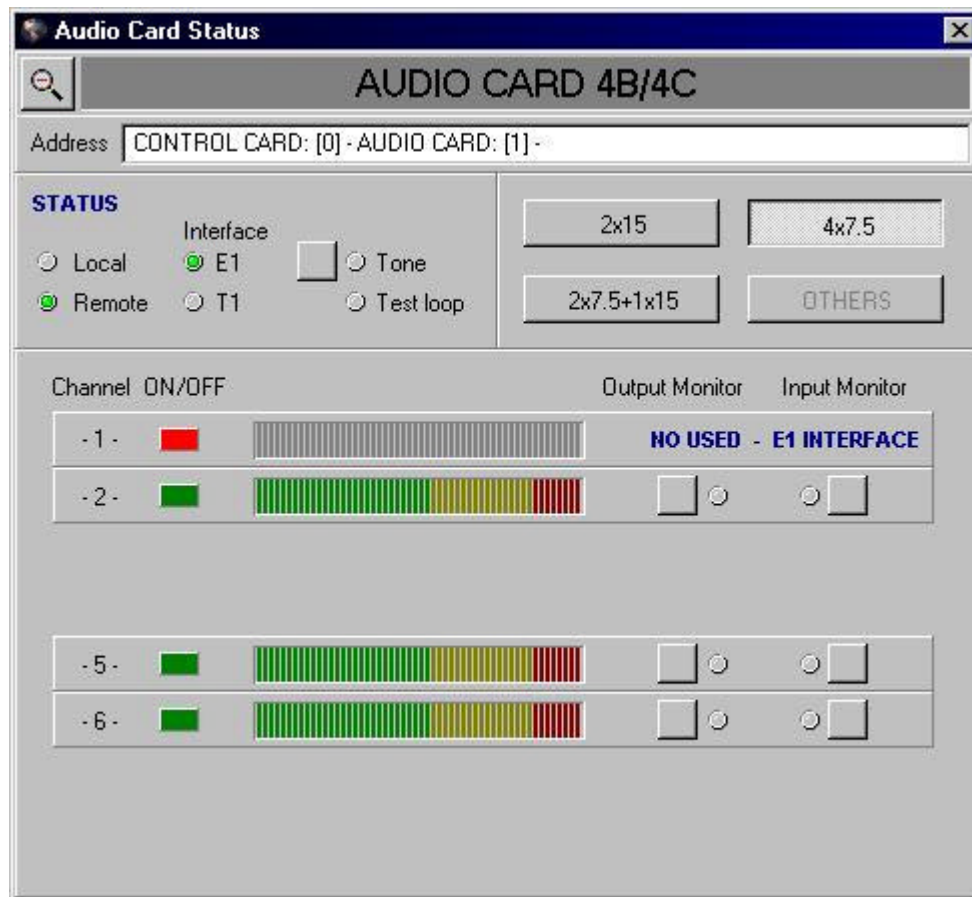 Audio Card Status
AUDIO CARD 4B/4C
Address CONTROL CARD: [0] - AUDIO CARD: [1] -
STATUS
Interface
Local E1 Tone
Remote T1 Test loop
2x15 4x7.5
2x7.5+1x15 OTHERS
Channel ON/OFF Output Monitor Input Monitor
- 1 - NO USED - E1 INTERFACE
- 2 -
- 5 -
- 6 -